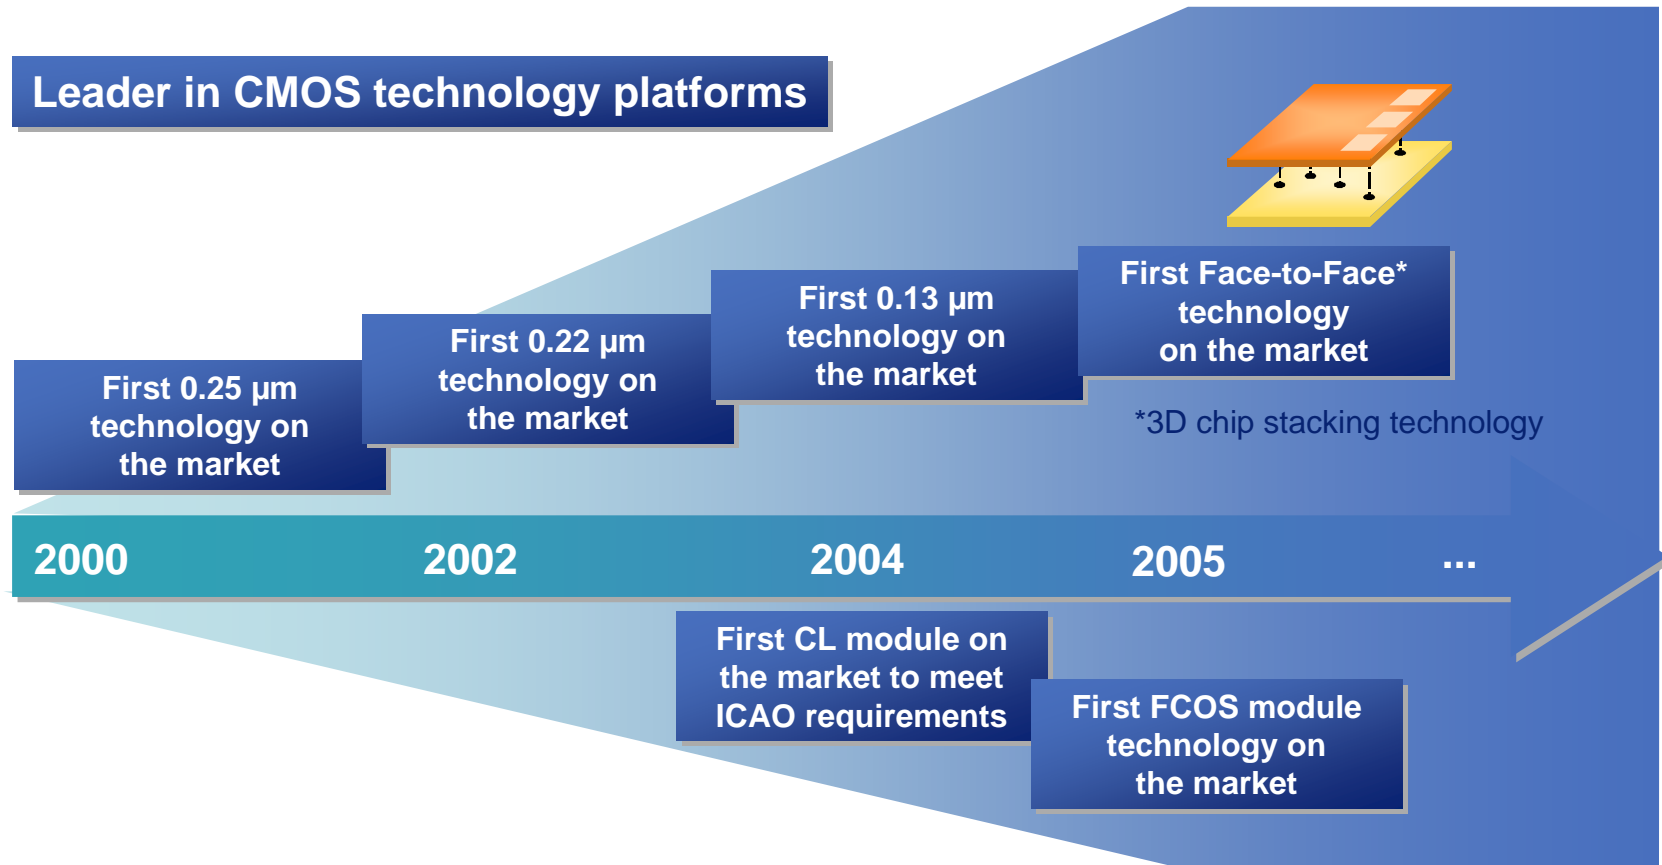 Leader in CMOS technology platforms
First 0.25 µm
technology on
the market
First 0.22 µm
technology on
the market
First 0.13 µm
technology on
the market
First Face-to-Face*
technology
on the market
*3D chip stacking technology
2000
2002
2004
2005
...
First CL module on
the market to meet
ICAO requirements
First FCOS module
technology on
the market